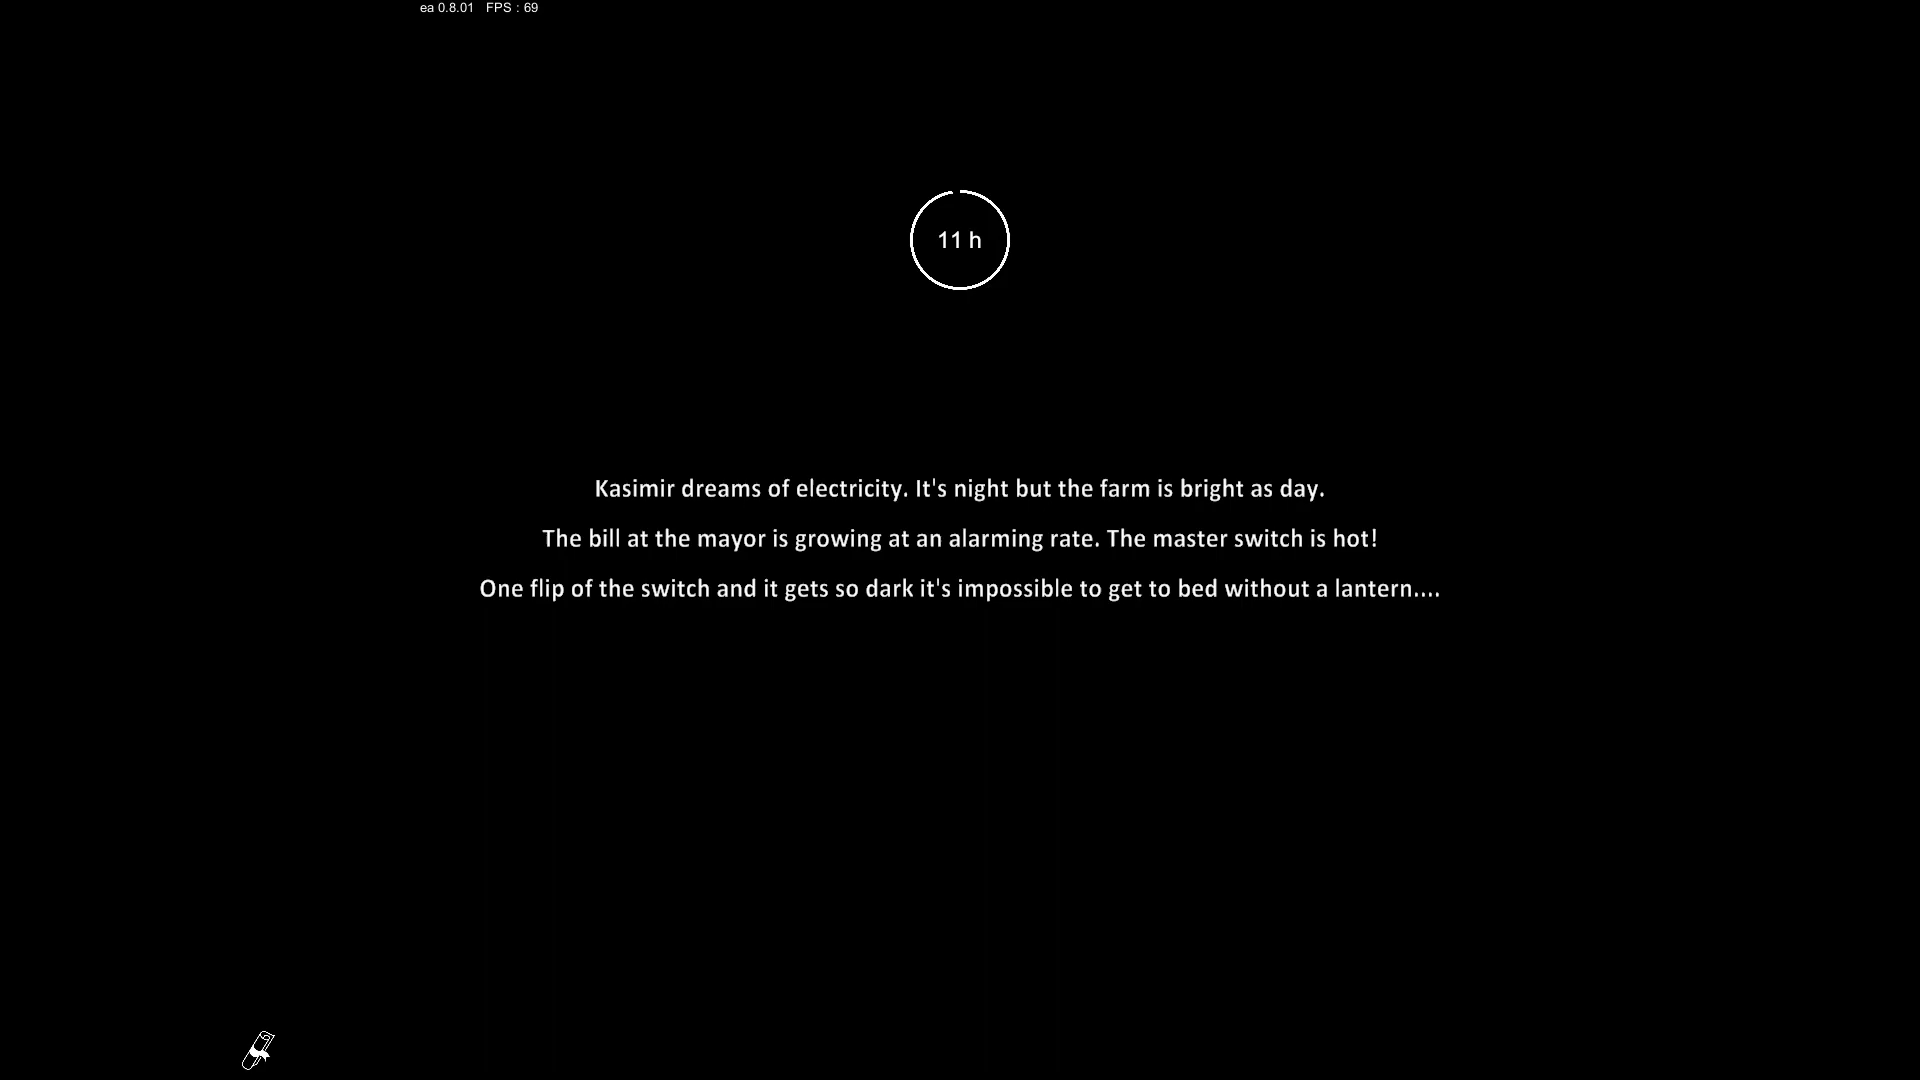 ea 0.8.01 FPS : 69
11 h
Kasimir dreams of electricity. It's night but the farm is bright as day.
The bill at the mayor is growing at an alarming rate. The master switch is hot!
One flip of the switch and it gets so dark it's impossible to get to bed without a lantern....